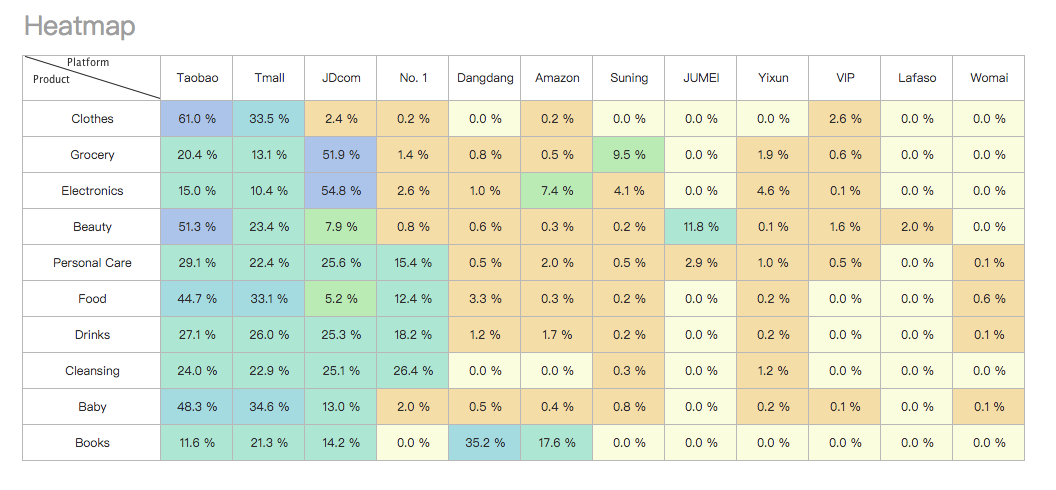 Heatmap
Platform
Product
Taobao Tmall JDcom No. 1 Dangdang Amazon Suning JUMEI Yixun VIP Lafaso Womai
Clothes 61.0 % 33.5 % 2.4 % 0.2 % 0.0 % 0.2 % 0.0 % 0.0 % 0.0 % 2.6 % 0.0 % 0.0 %
Grocery 20.4 % 13.1 % 51.9 % 1.4 % 0.8 % 0.5 % 9.5 % 0.0 % 1.9 % 0.6 % 0.0 % 0.0 %
Electronics 15.0 % 10.4 % 54.8 % 2.6 % 1.0 % 7.4 % 4.1 % 0.0 % 4.6 % 0.1 % 0.0 % 0.0 %
Beauty 51.3 % 23.4 % 7.9 % 0.8 % 0.6 % 0.3 % 0.2 % 11.8 % 0.1 % 1.6 % 2.0 % 0.0 %
Personal Care 29.1 % 22.4 % 25.6 % 15.4 % 0.5 % 2.0 % 0.5 % 2.9 % 1.0 % 0.5 % 0.0 % 0.1 %
Food 44.7 % 33.1 % 5.2 % 12.4 % 3.3 % 0.3 % 0.2 % 0.0 % 0.2 % 0.0 % 0.0 % 0.6 %
Drinks 27.1 % 26.0 % 25.3 % 18.2 % 1.2 % 1.7 % 0.2 % 0.0 % 0.2 % 0.0 % 0.0 % 0.1 %
Cleansing 24.0 % 22.9 % 25.1 % 26.4 % 0.0 % 0.0 % 0.3 % 0.0 % 1.2 % 0.0 % 0.0 % 0.0 %
Baby 48.3 % 34.6 % 13.0 % 2.0 % 0.5 % 0.4 % 0.8 % 0.0 % 0.2 % 0.1 % 0.0 % 0.1 %
Books 11.6 % 21.3 % 14.2 % 0.0 % 35.2 % 17.6 % 0.0 % 0.0 % 0.0 % 0.0 % 0.0 % 0.0 %